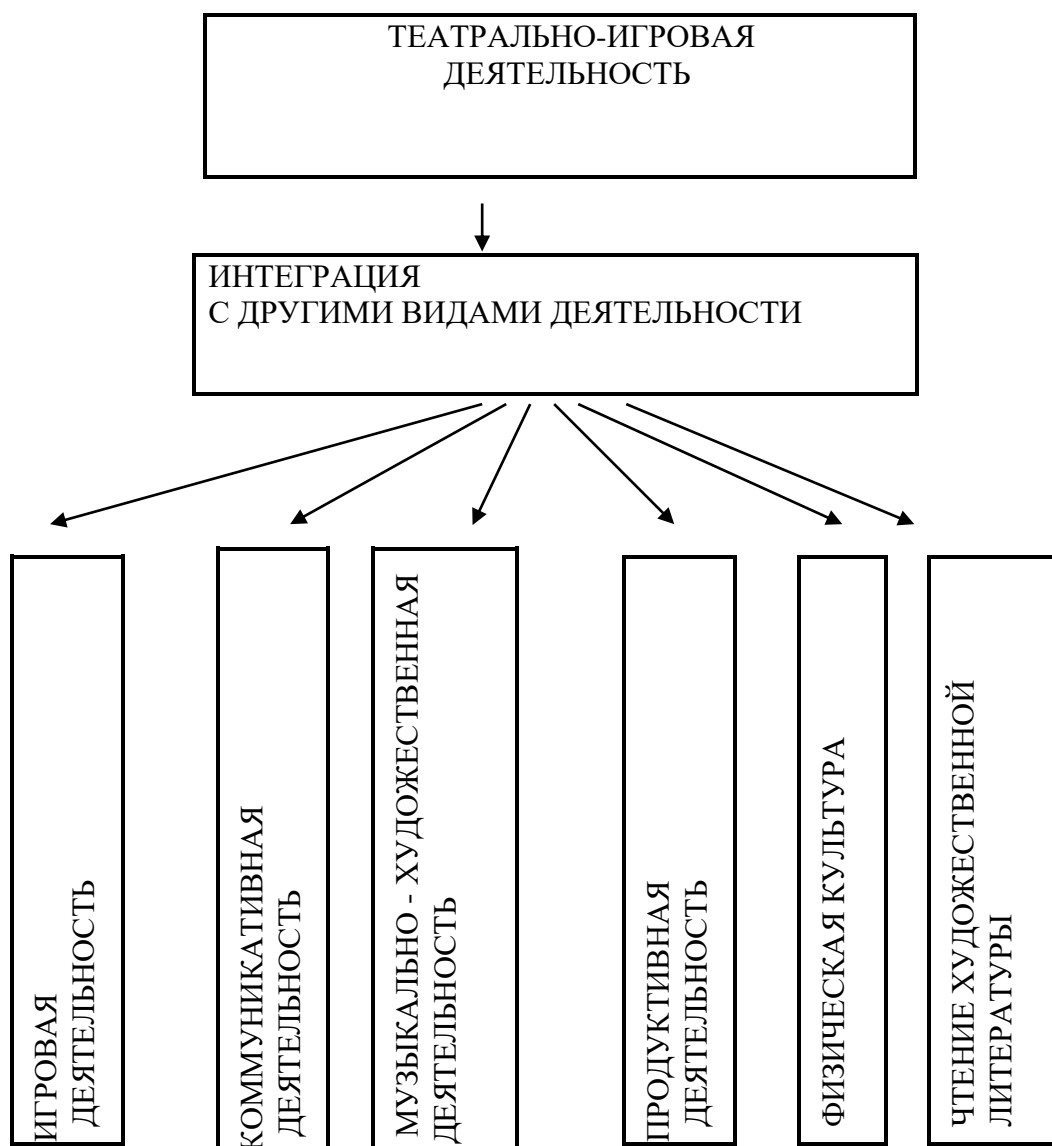 ТЕАТРАЛЬНО-ИГРОВАЯ
ДЕЯТЕЛЬНОСТЬ
ИНТЕГРАЦИЯ
С ДРУГИМИ ВИДАМИ ДЕЯТЕЛЬНОСТИ
ИГРОВАЯ
ДЕЯТЕЛЬНОСТЬ
КОММУНИКАТИВНАЯ
ДЕЯТЕЛЬНОСТЬ
МУЗЫКАЛЬНО - ХУДОЖЕСТВЕННАЯ
ДЕЯТЕЛЬНОСТЬ
ПРОДУКТИВНАЯ
ДЕЯТЕЛЬНОСТЬ
ФИЗИЧЕСКАЯ КУЛЬТУРА
ЧТЕНИЕ ХУДОЖЕСТВЕННОЙ
ЛИТЕРАТУРЫ